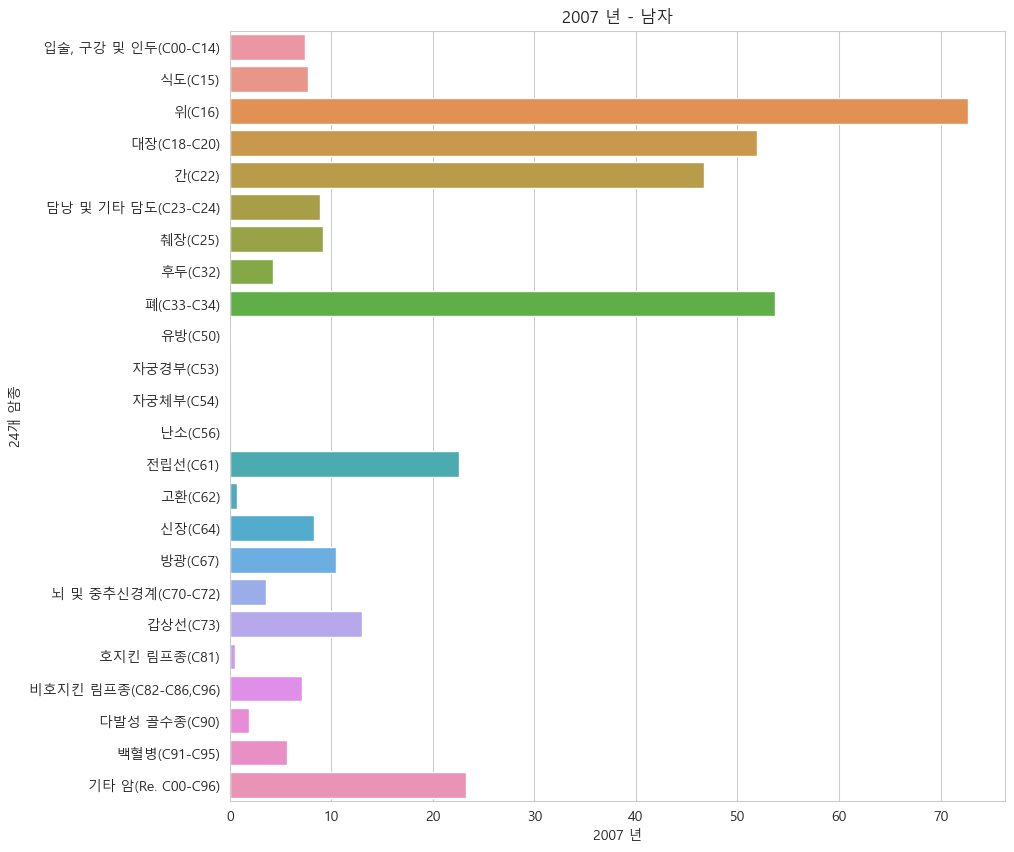 2007 년 - 남자
24개 암종
입술, 구강 및 인두(C00-C14)
식도(C15)
위(C16)
대장(C18-C20)
간(C22)
담낭 및 기타 담도(C23-C24)
췌장(C25)
후두(C32)
폐(C33-C34)
유방(C50)
자궁경부(C53)
자궁체부(C54)
난소(C56)
전립선(C61)
고환(C62)
신장(C64)
방광(C67)
뇌 및 중추신경계(C70-C72)
갑상선(C73)
호지킨 림프종(C81)
비호지킨 림프종(C82-C86,C96)
다발성 골수종(C90)
백혈병(C91-C95)
기타 암(Re. C00-C96)
0 10 20 30 40 50 60 70
2007 년